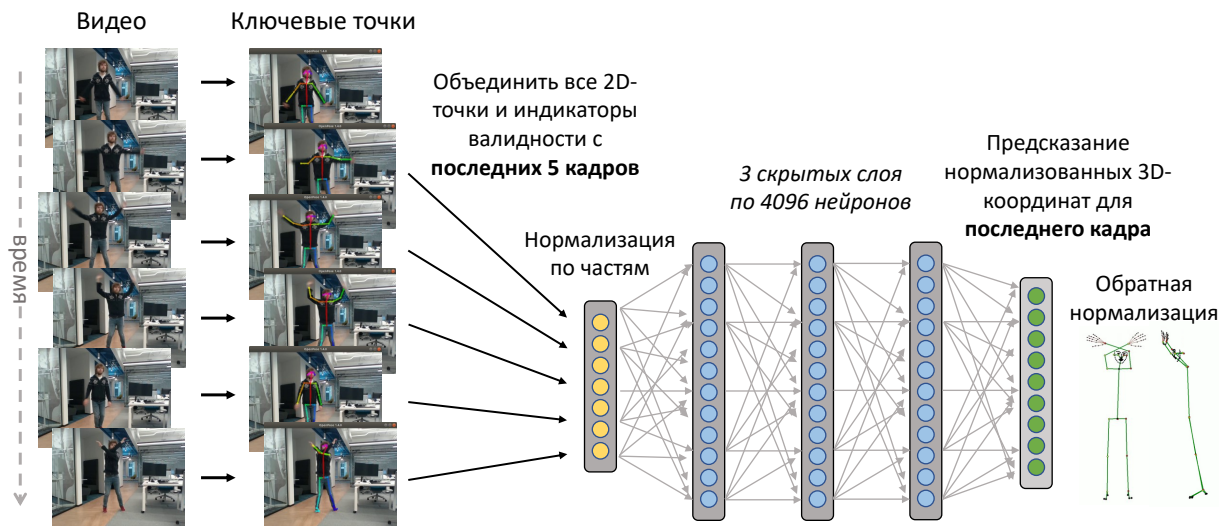 Видео
Ключевые точки
время
Объединить все 2D-
точки и индикаторы
валидности с
последних 5 кадров
Нормализация
по частям
3 скрытых слоя
по 4096 нейронов
Предсказание
нормализованных 3D-
координат для
последнего кадра
Обратная
нормализация